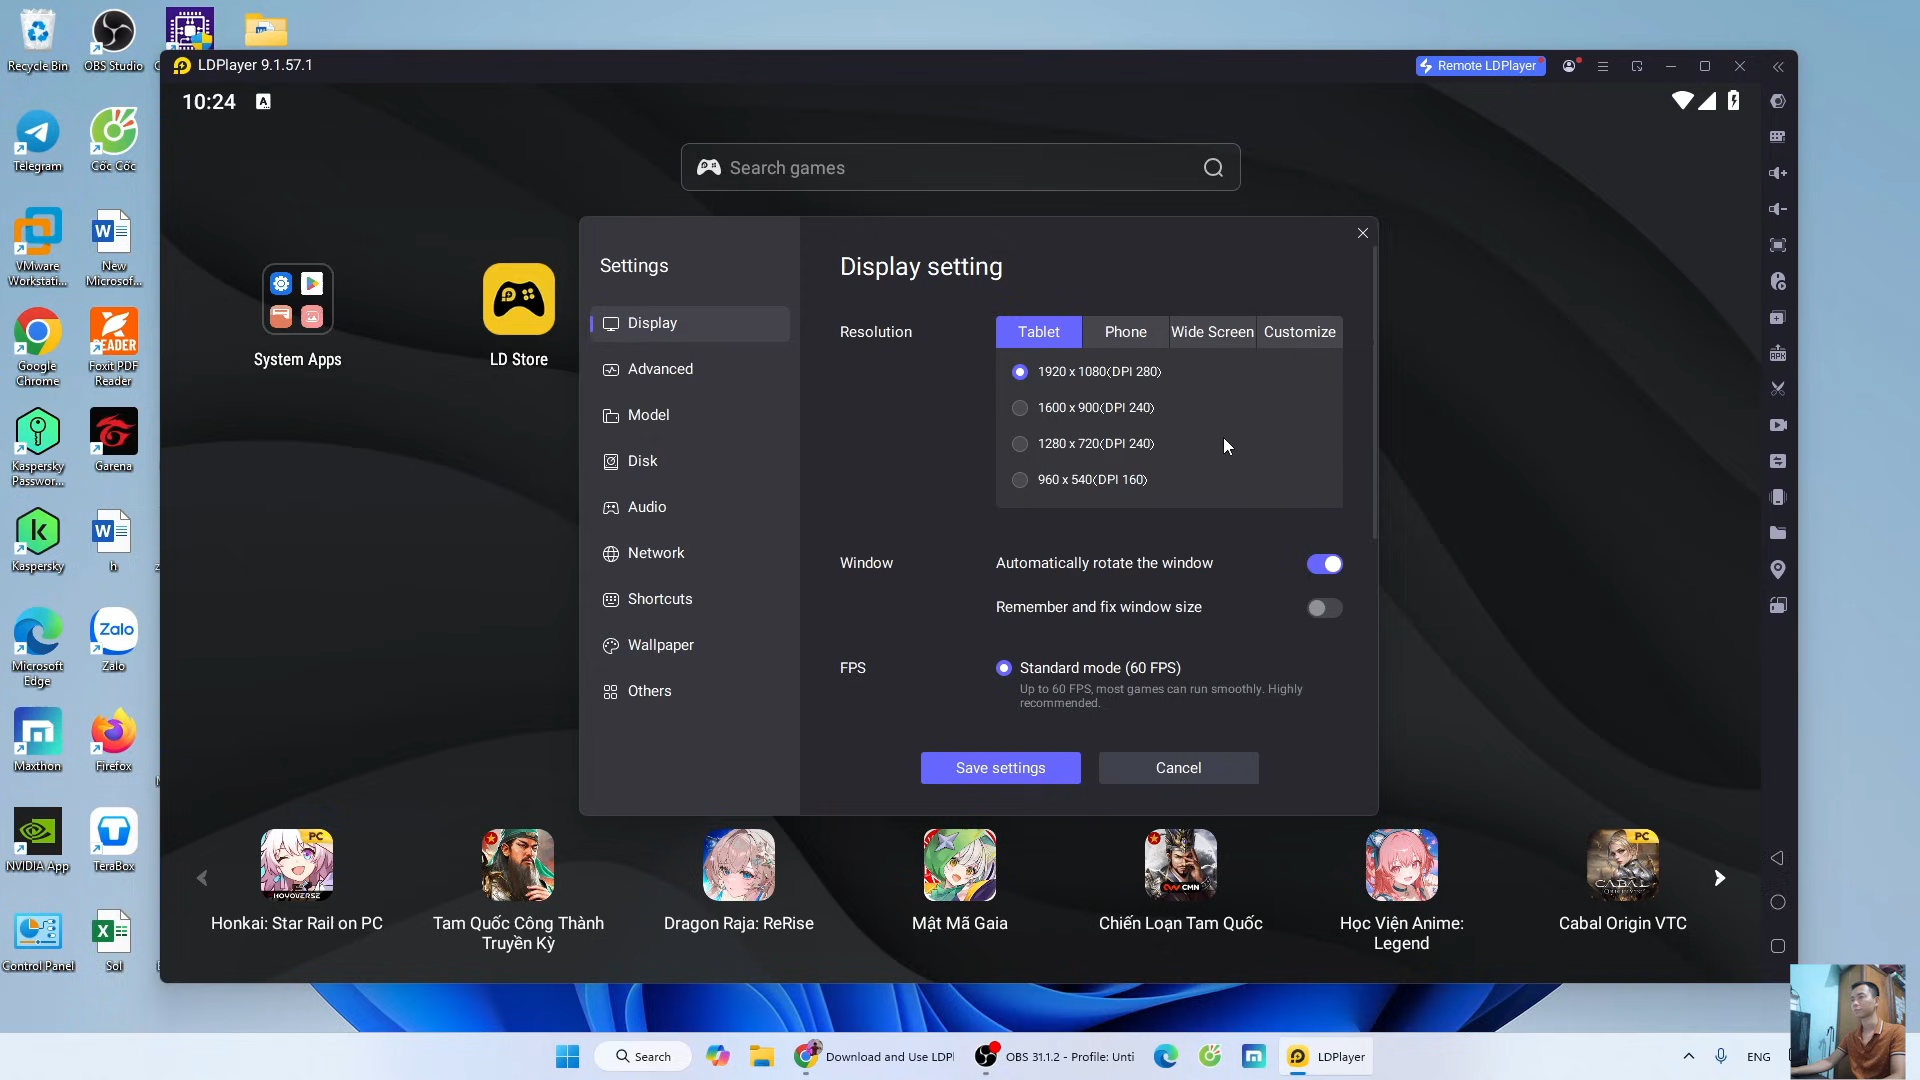 Recycle Bin
OBS Studio
LDPlayer 9.1.57.1
Remote LDPlayer
10:24
A
Search games
Telegram
Cốc Cốc
VMware
Workstati...
New
Microsof...
Google
Chrome
Foxit PDF
Reader
READER
Kaspersky
Passwor...
Garena
Kaspersky
h
Microsoft
Edge
Zalo
Zalo
Maxthon
Firefox
NVIDIA App
TeraBox
Control Panel
Sol
System Apps
LD Store
Settings
Display
Advanced
Model
Disk
Audio
Network
Shortcuts
Wallpaper
Others
Display setting
Resolution
Tablet
Phone
Wide Screen
Customize
1920 x 1080(DPI 280)
1600 x 900(DPI 240)
1280 x 720(DPI 240)
960 x 540(DPI 160)
Window
Automatically rotate the window
Remember and fix window size
FPS
Standard mode (60 FPS)
Up to 60 FPS, most games can run smoothly. Highly
recommended.
Save settings
Cancel
PC
HOYOVERSE
Honkai: Star Rail on PC
Tam Quốc Công Thành
Truyền Kỳ
Dragon Raja: ReRise
Mật Mã Gaia
CMN
Chiến Loạn Tam Quốc
Học Viện Anime:
Legend
PC
CABAL
Cabal Origin VTC
Search
Download and Use LDPl
OBS 31.1.2 - Profile: Unti
LDPlayer
ENG